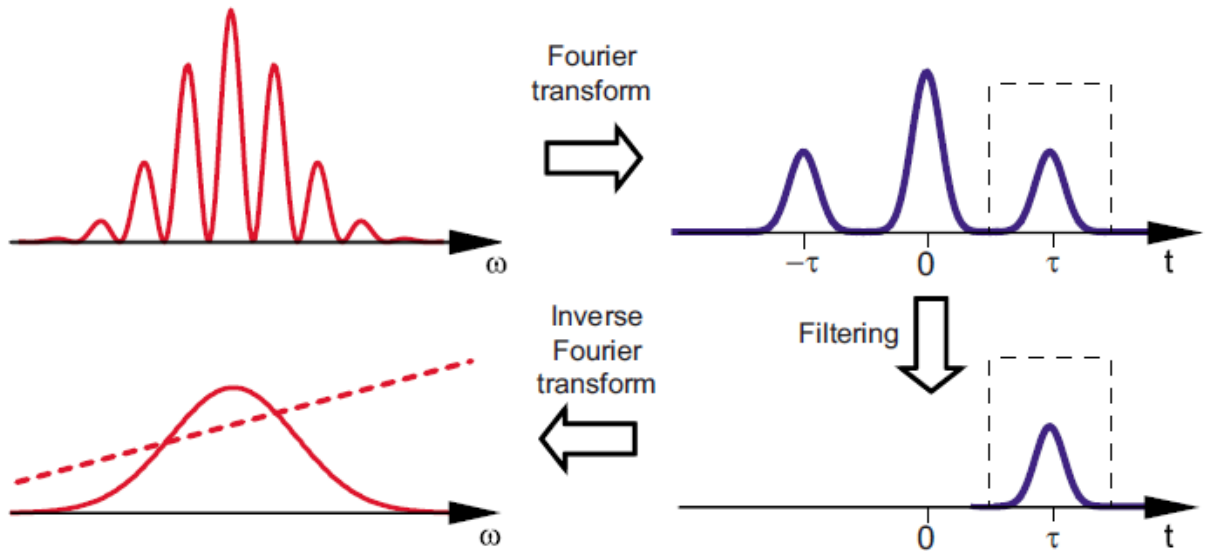 Fourier
transform
ω
−τ
0
τ
t
Inverse
Fourier
transform
Filtering
ω
0
τ
t